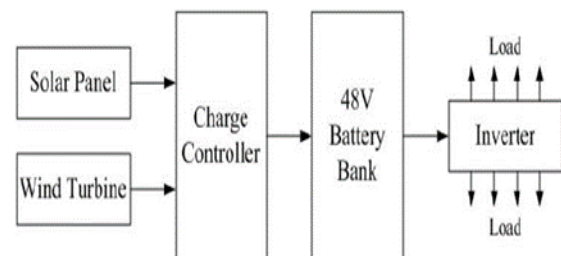 Solar Panel
Wind Turbine
Charge
Controller
48V
Battery
Bank
Load
Inverter
Load